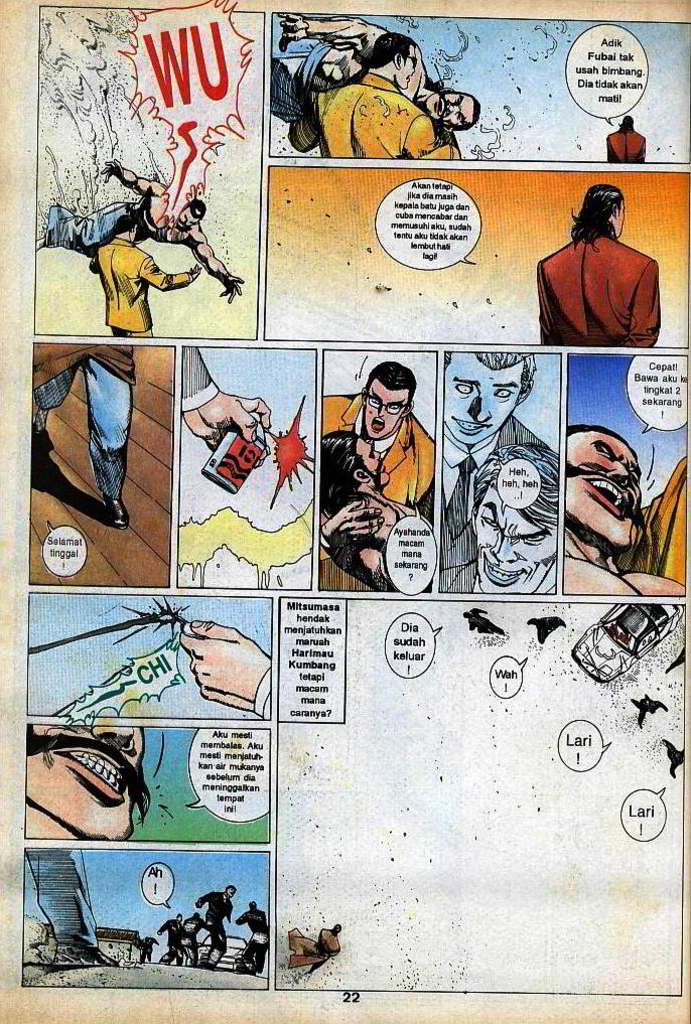 WU
Adik
Fubai tak
usah bimbang.
Dia tidak akan
mati!
Akan tetapi
jika dia masih
kepala batu juga dan
cuba mencabar dan
memusuhi aku, sudah
tentu aku tidak akan
lembut hati
lagi!
Selamat
tinggal
!
Ayahanda
macam
mana
sekarang
?
Heh,
heh, heh
..!
Cepat!
Bawa aku ke
tingkat 2
sekarang
!
CHI
Aku mesti
membalas. Aku
mesti menjatuh-
kan air mukanya
sebelum dia
meninggalkan
tempat
ini!
Ah
!
Mitsumasa
hendak
menjatuhkan
maruah
Harimau
Kumbang
tetapi
macam
mana
caranya?
Dia
sudah
keluar
!
Wah
!
Lari
!
Lari
!
22